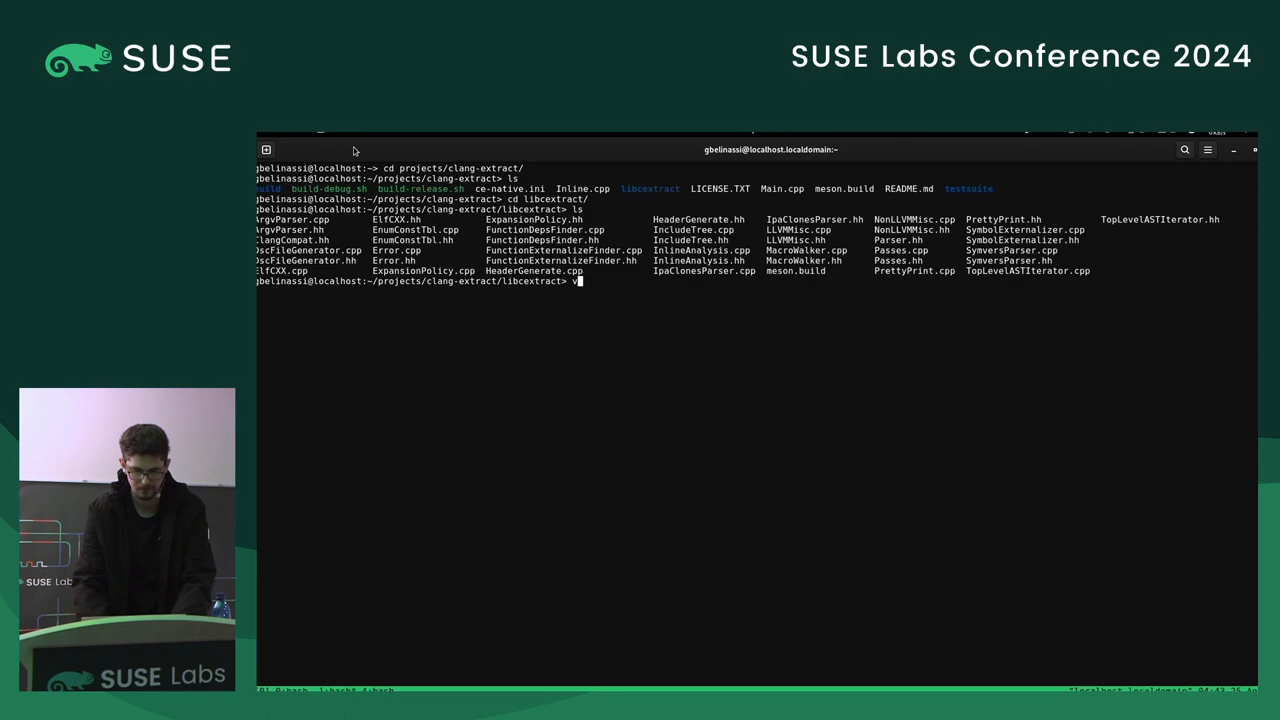 SUSE
SUSE Labs Conference 2024
gbelinassi@localhost.localdomain:~
gbelinassi@localhost:~> cd projects/clang-extract/
gbelinassi@localhost:~/projects/clang-extract> ls
build build-debug.sh build-release.sh ce-native.ini Inline.cpp libcextract LICENSE.TXT Main.cpp meson.build README.md testsuite
gbelinassi@localhost:~/projects/clang-extract> cd libcextract/
gbelinassi@localhost:~/projects/clang-extract/libcextract> ls
ArgvParser.cpp ElfCXX.hh ExpansionPolicy.hh HeaderGenerate.hh IpaClonesParser.hh NonLLVMMisc.cpp PrettyPrint.hh TopLevelASTIterator.hh
ArgvParser.hh EnumConstTbl.cpp FunctionDepsFinder.cpp IncludeTree.cpp LLVMMisc.cpp NonLLVMMisc.hh SymbolExternalizer.cpp
ClangCompat.hh EnumConstTbl.hh FunctionDepsFinder.hh IncludeTree.hh LLVMMisc.hh Parser.hh SymbolExternalizer.hh
DscFileGenerator.cpp Error.cpp FunctionExternalizeFinder.cpp InlineAnalysis.cpp MacroWalker.cpp Passes.cpp SymversParser.cpp
DscFileGenerator.hh Error.hh FunctionExternalizeFinder.hh InlineAnalysis.hh MacroWalker.hh Passes.hh SymversParser.hh
ElfCXX.cpp ExpansionPolicy.cpp HeaderGenerate.cpp IpaClonesParser.cpp meson.build PrettyPrint.cpp TopLevelASTIterator.cpp
gbelinassi@localhost:~/projects/clang-extract/libcextract> v
SUSE
SUSE Labs